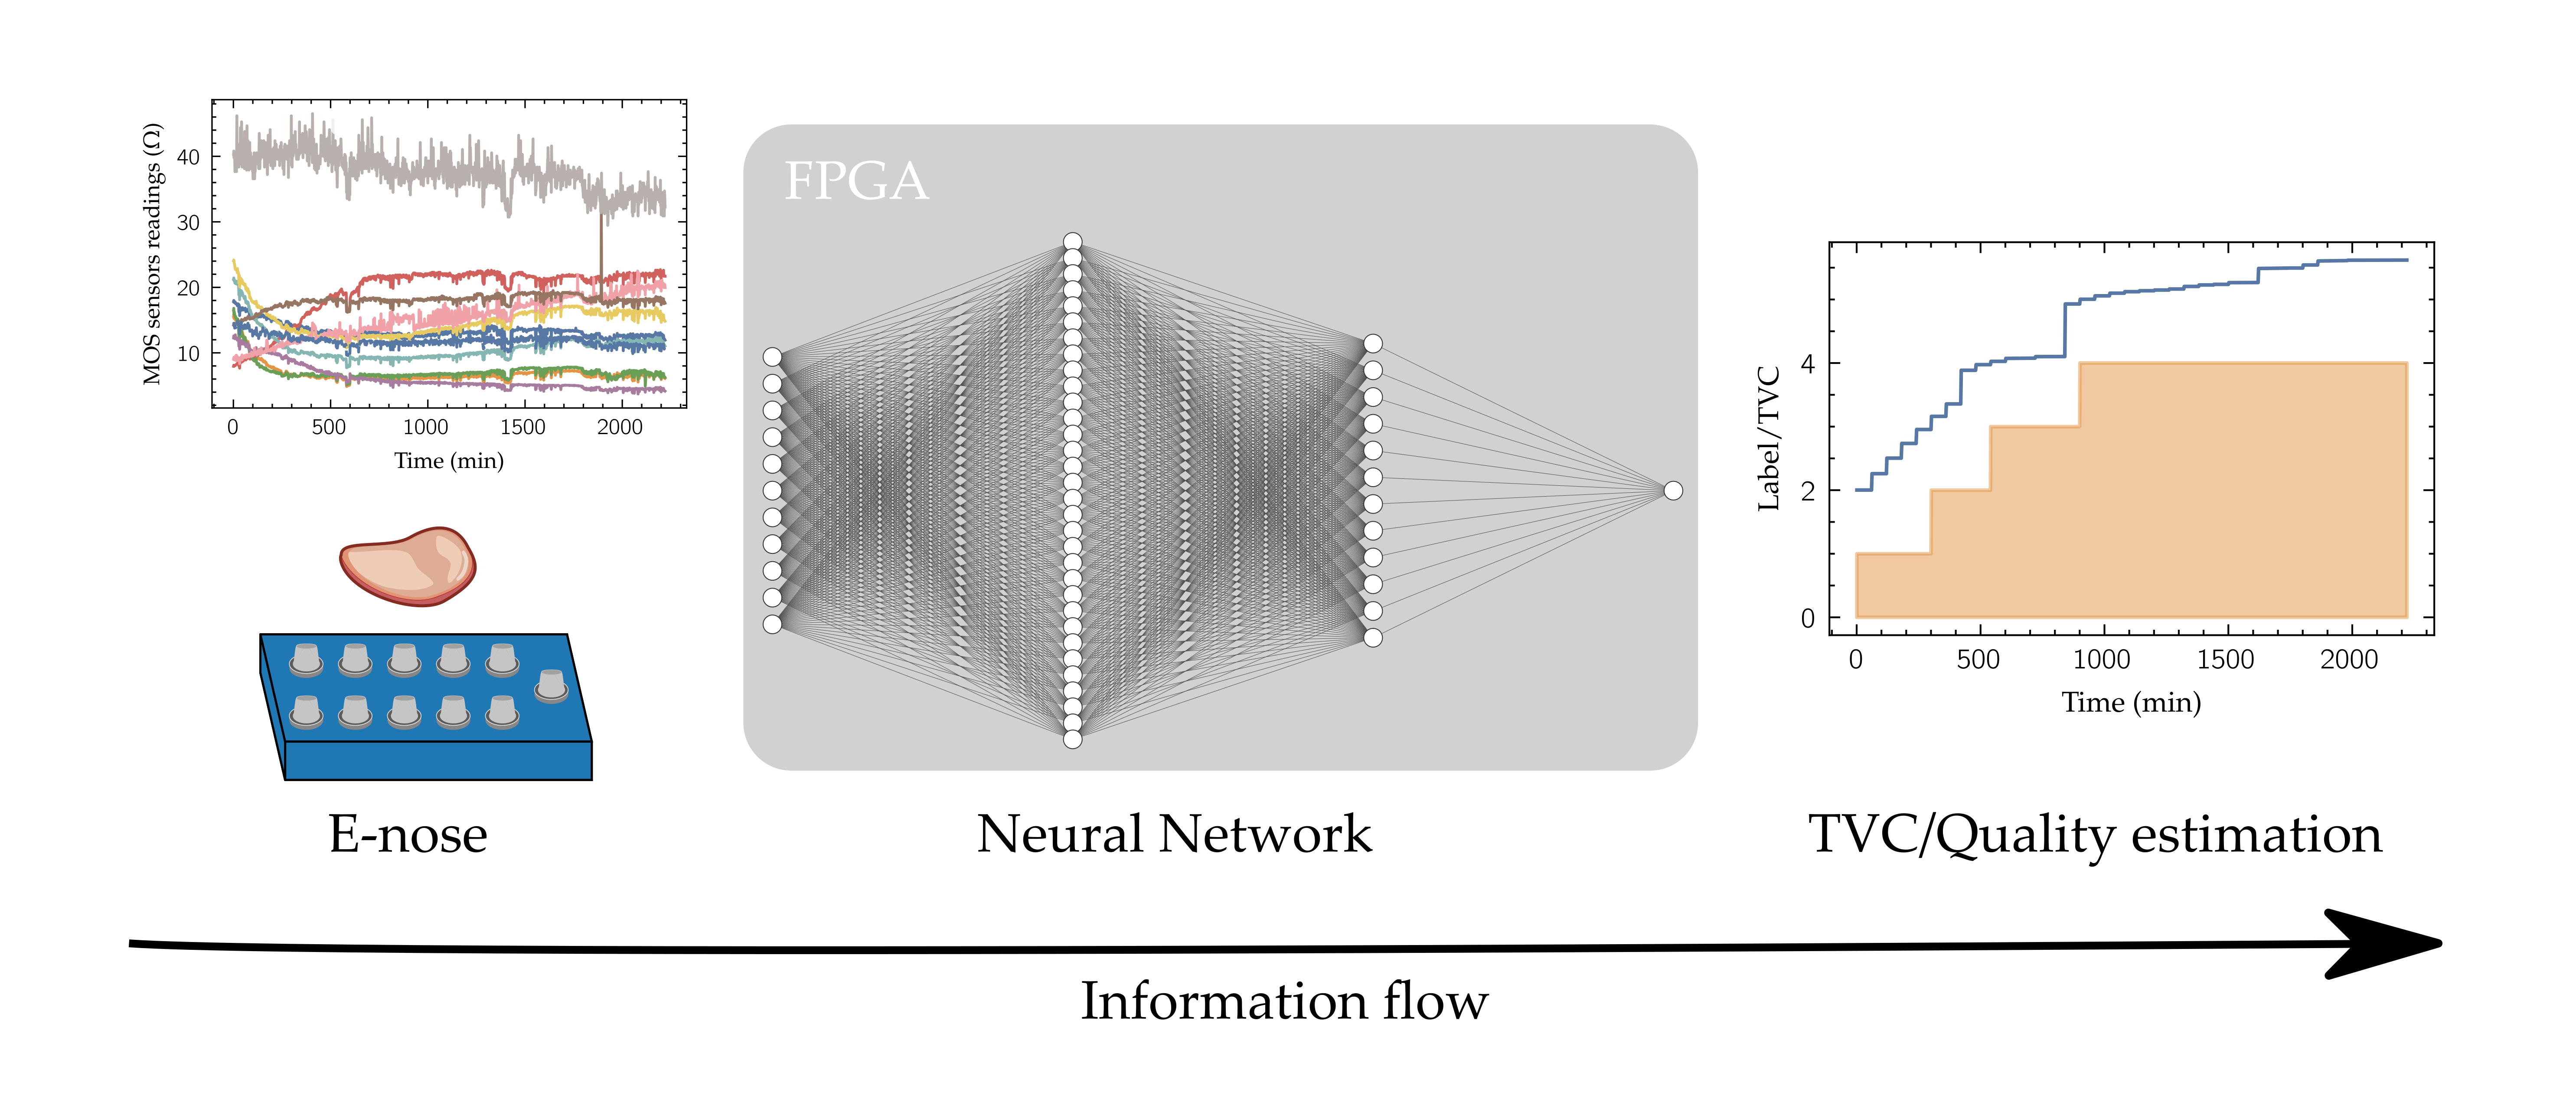 MOS sensors readings (Ω)
40
30
20
10
0 500 1000 1500 2000
Time (min)
FPGA
Label/TVC
4
2
0
0 500 1000 1500 2000
Time (min)
E-nose
Neural Network
TVC/Quality estimation
Information flow